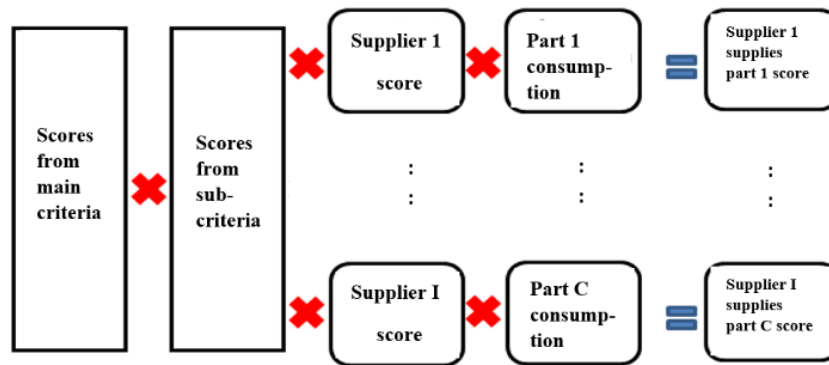 Scores
from
main
criteria
Scores
from
sub-
criteria
Supplier 1
score
Part 1
consump-
tion
Supplier 1
supplies
part 1 score
:
:
:
:
:
:
Supplier I
score
Part C
consump-
tion
Supplier I
supplies
part C score